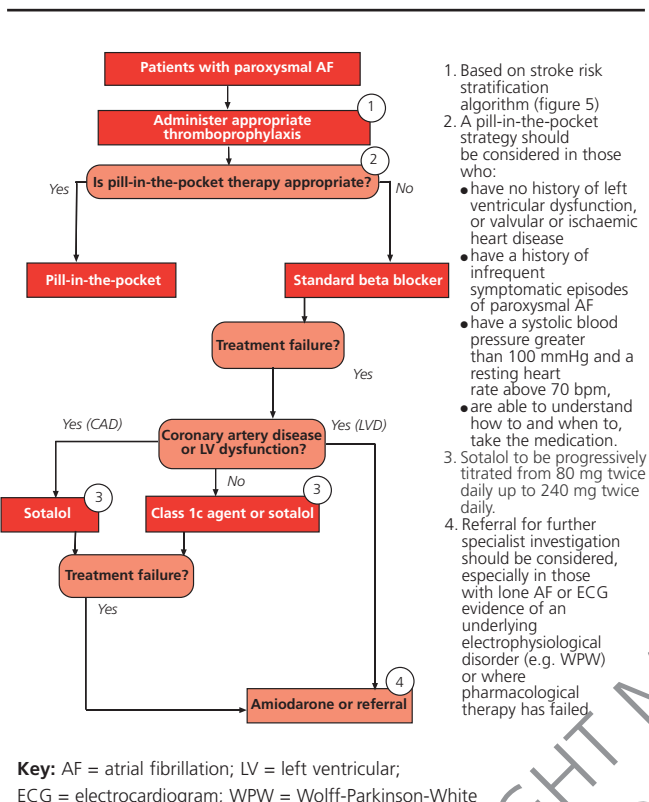 Patients with paroxysmal AF
1
Administer appropriate
thromboprophylaxis
2
Is pill-in-the-pocket therapy appropriate?
Yes
No
Pill-in-the-pocket
Standard beta blocker
Treatment failure?
Yes
Yes (CAD)
Coronary artery disease
or LV dysfunction?
Yes (LVD)
No
3
Sotalol
3
Class 1c agent or sotalol
Treatment failure?
Yes
4
Amiodarone or referral
1. Based on stroke risk
stratification
algorithm (figure 5)
2. A pill-in-the-pocket
strategy should
be considered in those
who:
● have no history of left
ventricular dysfunction,
or valvular or ischaemic
heart disease
● have a history of
infrequent
symptomatic episodes
of paroxysmal AF
● have a systolic blood
pressure greater
than 100 mmHg and a
resting heart
rate above 70 bpm,
● are able to understand
how to and when to,
take the medication.
3. Sotalol to be progressively
titrated from 80 mg twice
daily up to 240 mg twice
daily.
4. Referral for further
specialist investigation
should be considered,
especially in those
with lone AF or ECG
evidence of an
underlying
electrophysiological
disorder (e.g. WPW)
or where
pharmacological
therapy has failed
Key: AF = atrial fibrillation; LV = left ventricular;
ECG = electrocardiogram; WPW = Wolff-Parkinson-White